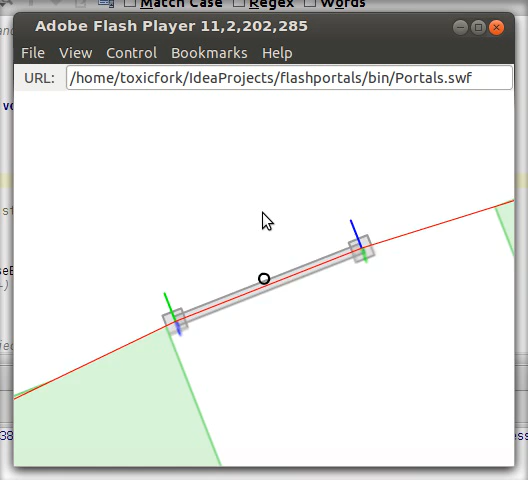 Match Case Regex Words
Adobe Flash Player 11,2,202,285
File View Control Bookmarks Help
URL: /home/toxicfork/IdeaProjects/flashportals/bin/Portals.swf
38